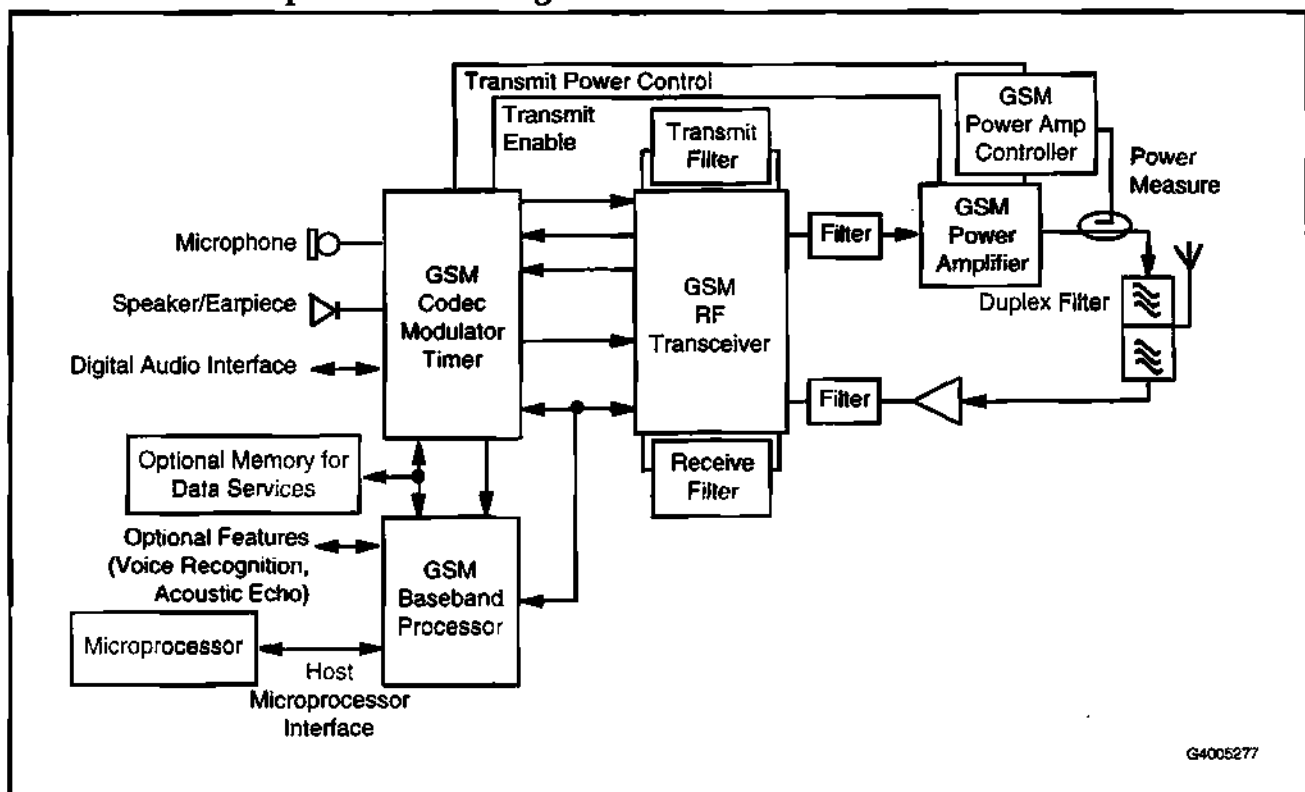 Transmit Power Control
Transmit
Enable
Transmit
Filter
GSM
Power Amp
Controller
Power
Measure
Microphone
Speaker/Earpiece
Digital Audio Interface
GSM
Codec
Modulator
Timer
GSM
RF
Transceiver
Filter
GSM
Power
Amplifier
Duplex Filter
Filter
Receive
Filter
Optional Memory for
Data Services
Optional Features
(Voice Recognition,
Acoustic Echo)
GSM
Baseband
Processor
Microprocessor
Host
Microprocessor
Interface
G4005277